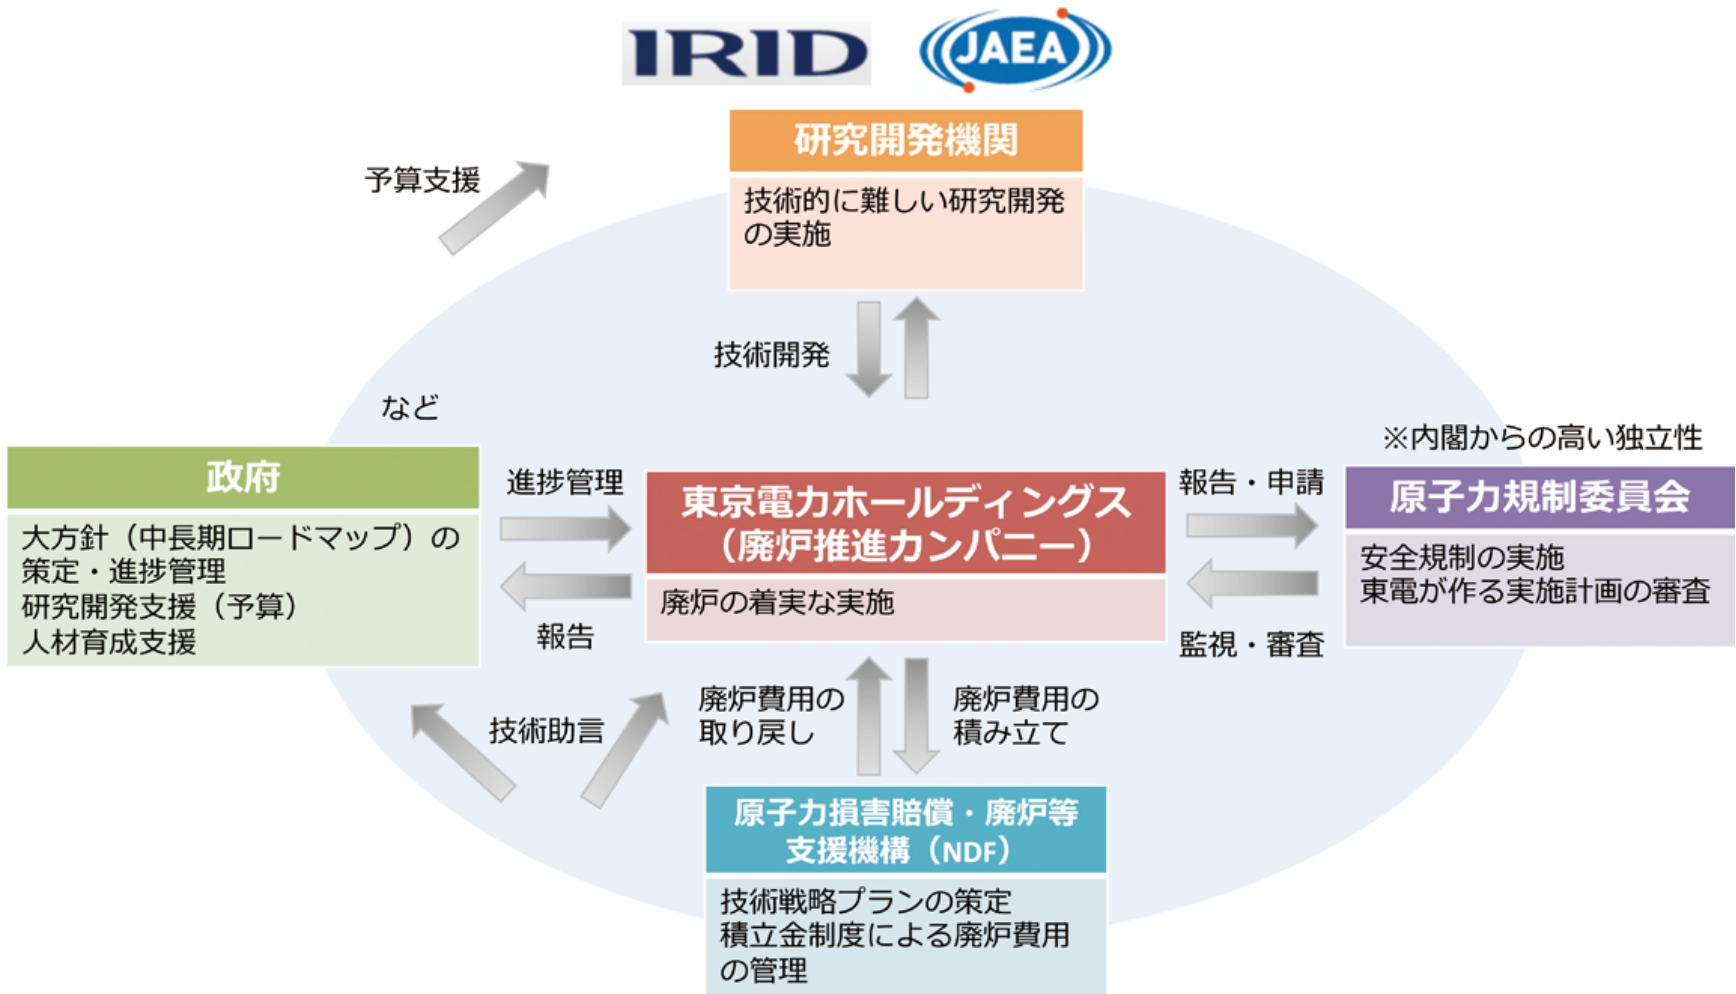 IRID
JAEA
研究開発機関
技術的に難しい研究開発
の実施
予算支援
技術開発
など
政府
大方針（中長期ロードマップ）の
策定・進捗管理
研究開発支援（予算）
人材育成支援
進捗管理
報告
東京電力ホールディングス
（廃炉推進カンパニー）
廃炉の着実な実施
報告・申請
監視・審査
※内閣からの高い独立性
原子力規制委員会
安全規制の実施
東電が作る実施計画の審査
技術助言
廃炉費用の
取り戻し
廃炉費用の
積み立て
原子力損害賠償・廃炉等
支援機構（NDF）
技術戦略プランの策定
積立金制度による廃炉費用
の管理